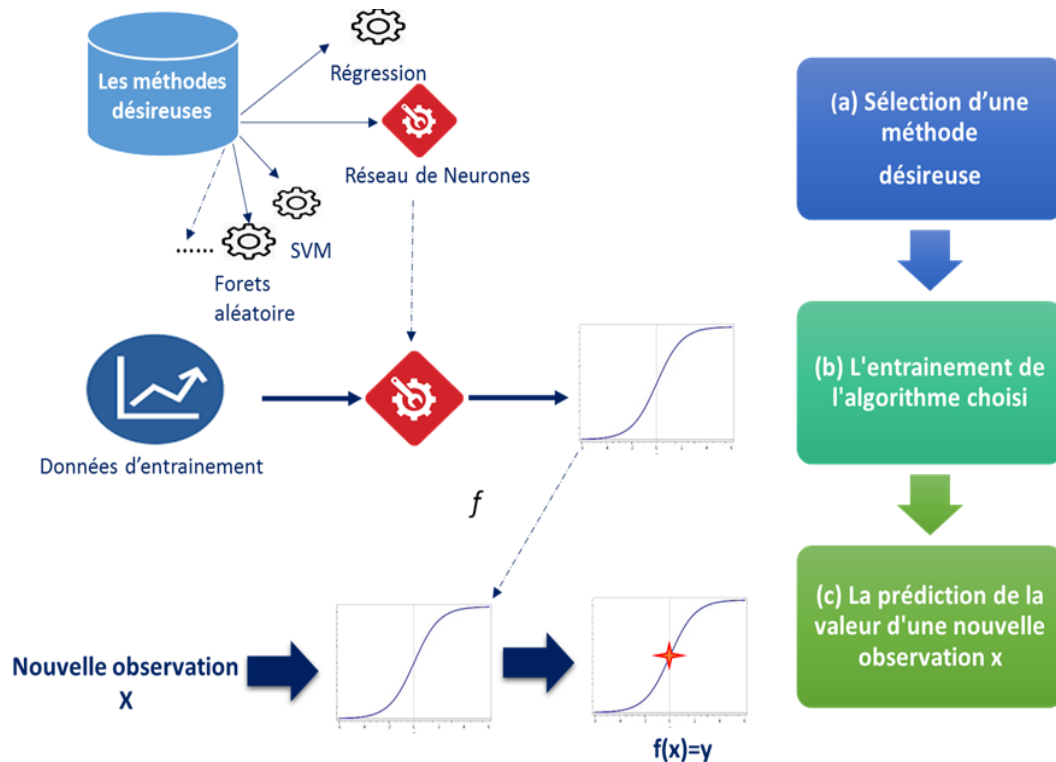 Les méthodes
désireuses
Régression
Réseau de Neurones
SVM
......
Forets
aléatoire
(a) Sélection d’une
méthode
désireuse
Données d’entrainement
(b) L'entrainement de
l'algorithme choisi
f
Nouvelle observation
X
f(x)=y
(c) La prédiction de la
valeur d'une nouvelle
observation x